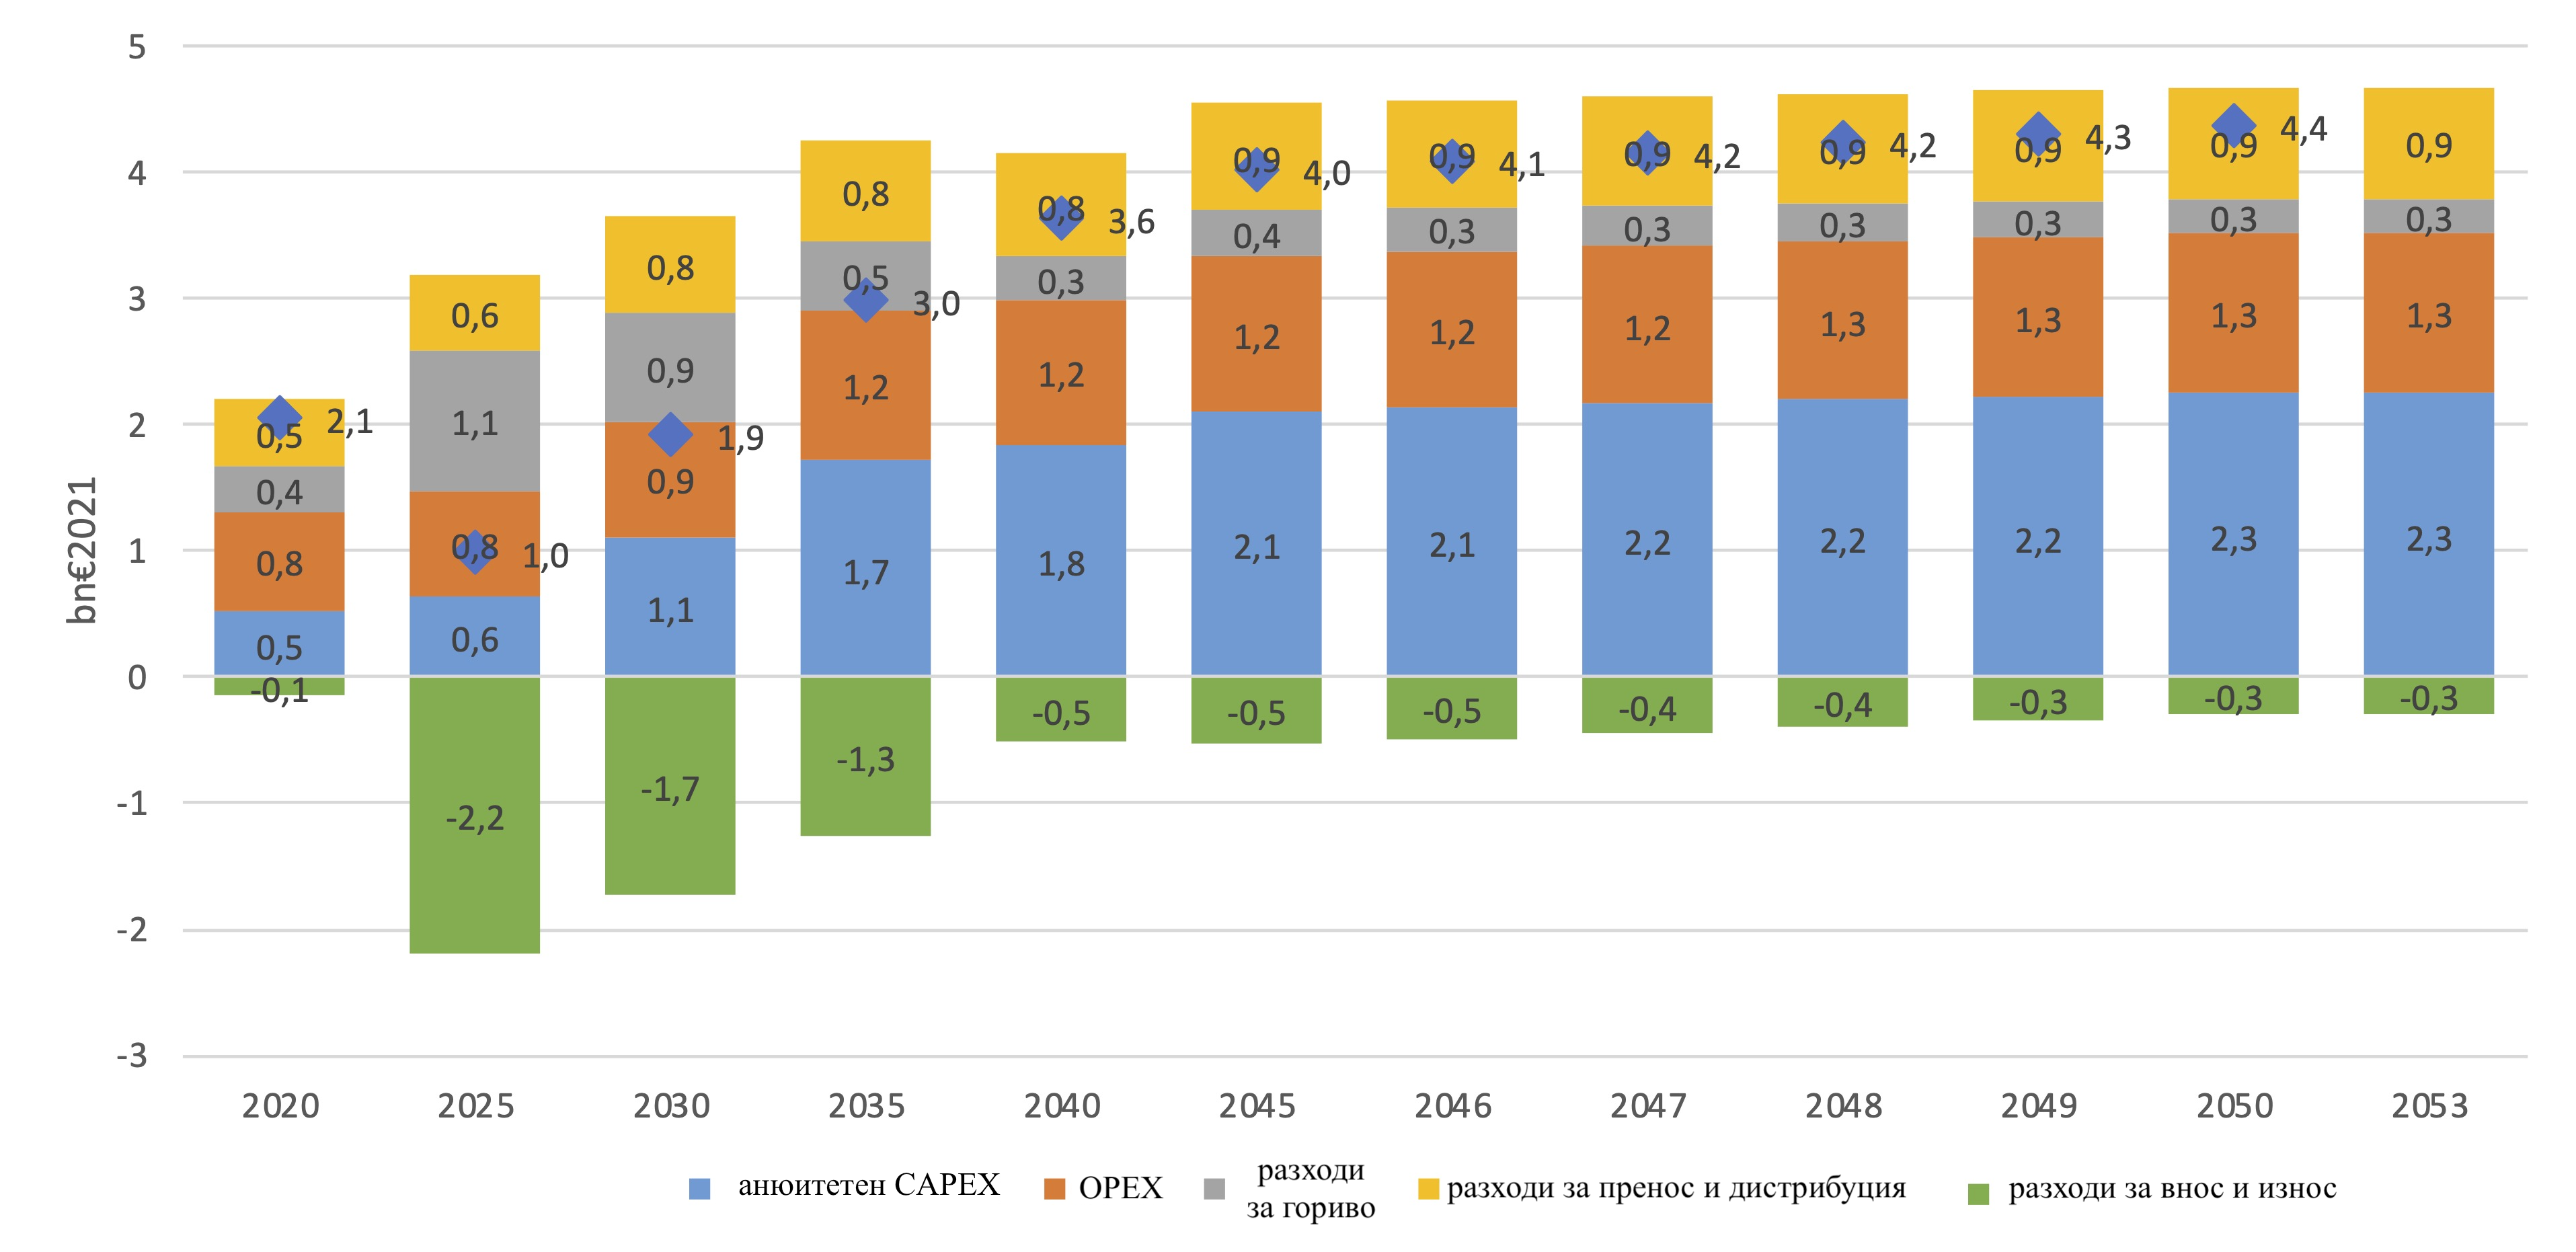 5
4
3
2
1
0
-1
-2
-3
bn€2021
0,9 0,9 0,9 0,9 0,9 0,9 0,9
4,0 4,1 4,2 4,2 4,3 4,4
0,8 0,8 3,6
0,4 0,3 0,3 0,3 0,3 0,3 0,3
0,6 0,8 0,5 3,0 0,3
1,2 1,2 1,2 1,3 1,3 1,3 1,3
0,5 2,1 1,1 0,9 1,9 1,2 1,2
0,4 0,9
0,8 0,8 1,0
0,5 0,6 1,1 1,7 1,8 2,1 2,1 2,2 2,2 2,2 2,3 2,3
-0,1 -2,2 -1,7 -1,3 -0,5 -0,5 -0,5 -0,4 -0,4 -0,3 -0,3 -0,3
2020 2025 2030 2035 2040 2045 2046 2047 2048 2049 2050 2053
анюитетен CAPEX
OPEX
разходи
за гориво
разходи за пренос и дистрибуция
разходи за внос и износ